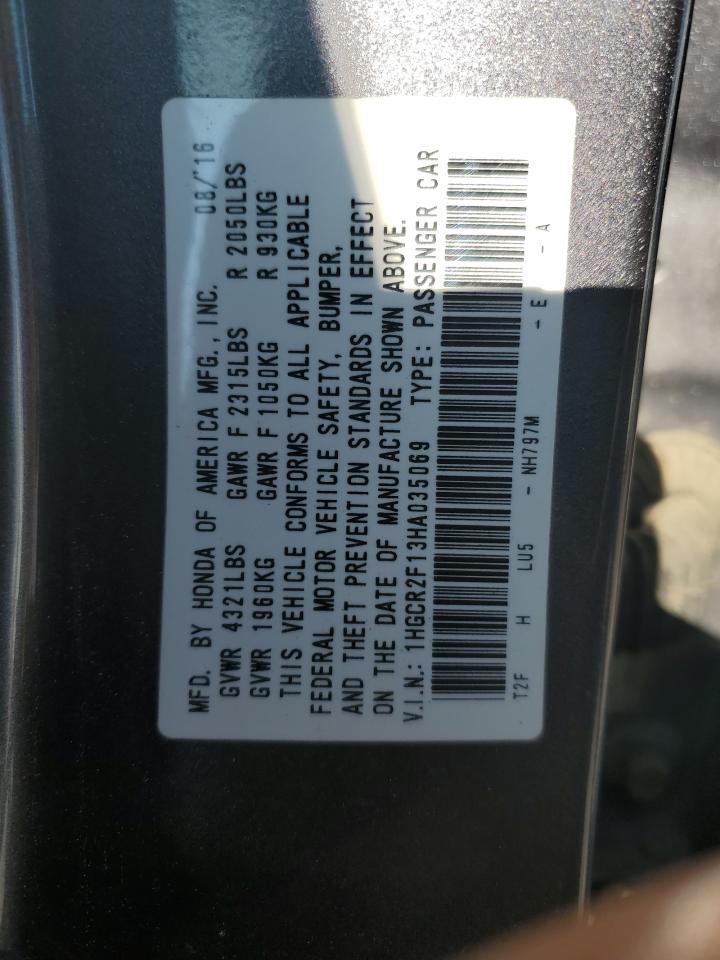 MFD. BY HONDA OF AMERICA MFG., INC. 08/'16
GVWR 4321LBS GAWR F 2315LBS R 2050LBS
GVWR 1960KG GAWR F 1050KG R 930KG
THIS VEHICLE CONFORMS TO ALL APPLICABLE
FEDERAL MOTOR VEHICLE SAFETY, BUMPER,
AND THEFT PREVENTION STANDARDS IN EFFECT
ON THE DATE OF MANUFACTURE SHOWN ABOVE.
V.I.N.: 1HGCR2F13HA035069 TYPE: PASSENGER CAR
T2F H LU5 - NH797M - E - A